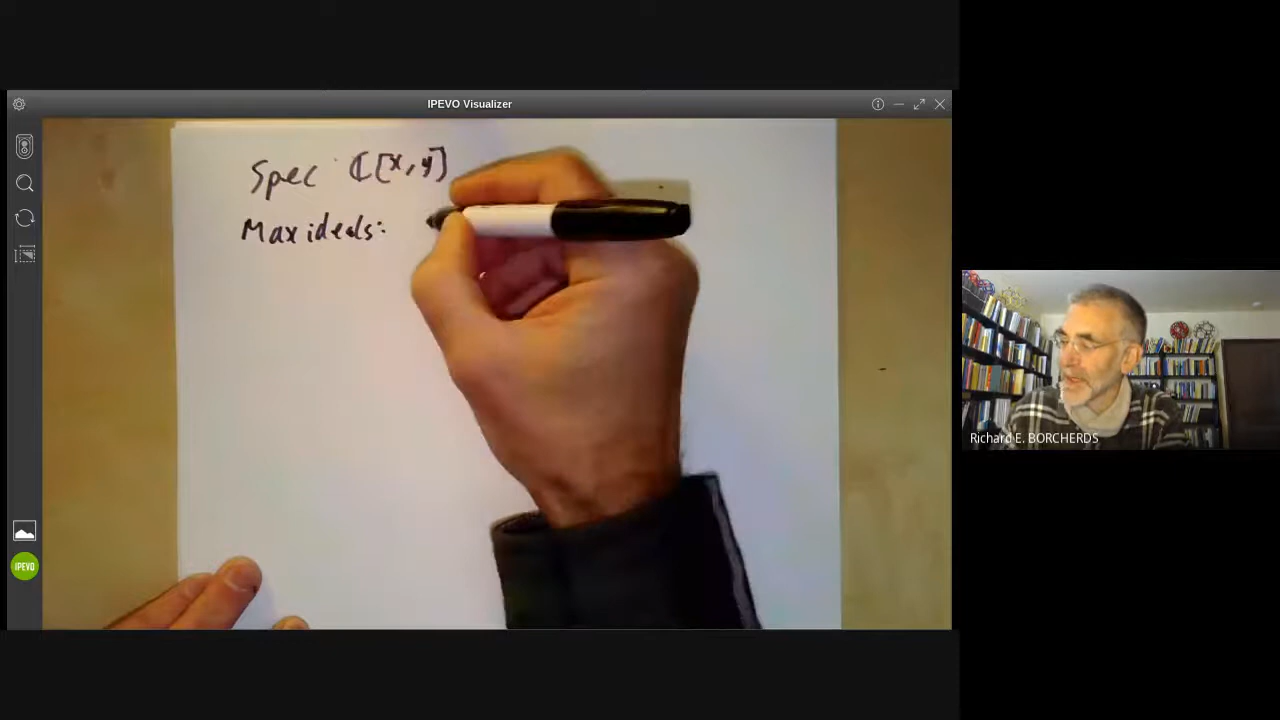 IPEVO Visualizer
Spec ℂ[x,y]
Max ideals:
IPEVO
Richard E. BORCHERDS